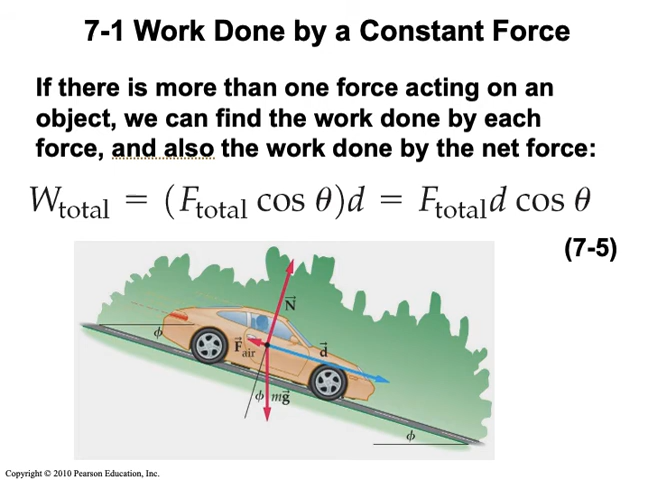 7-1 Work Done by a Constant Force
If there is more than one force acting on an
object, we can find the work done by each
force, and also the work done by the net force:
W_total = (F_total cos θ)d = F_total d cos θ
(7-5)
N⃗
ϕ
F⃗_air
d⃗
ϕ mg⃗
ϕ
Copyright © 2010 Pearson Education, Inc.